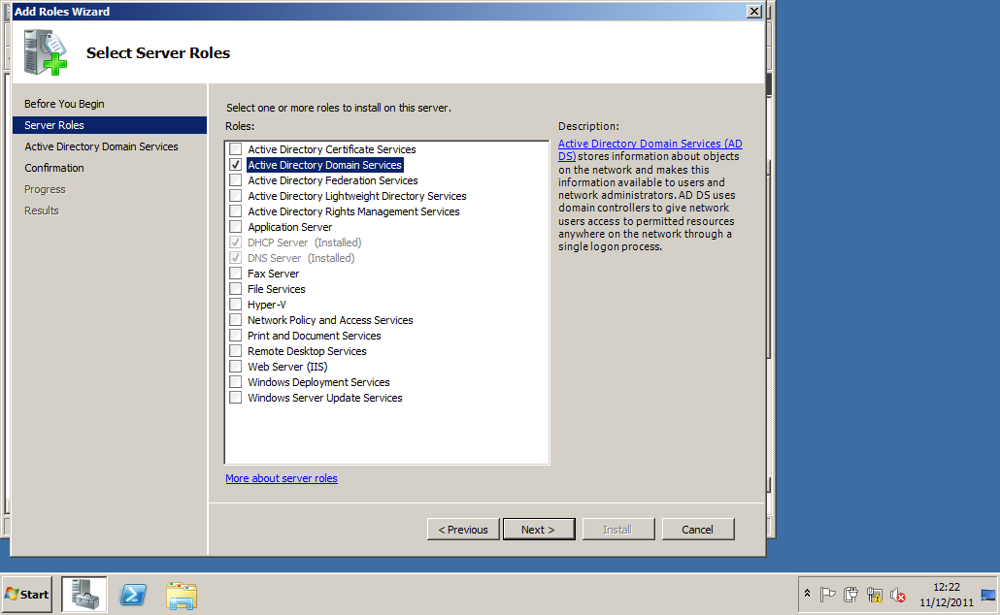 Add Roles Wizard
Select Server Roles
Before You Begin
Server Roles
Active Directory Domain Services
Confirmation
Progress
Results
Select one or more roles to install on this server.
Roles:
Active Directory Certificate Services
Active Directory Domain Services
Active Directory Federation Services
Active Directory Lightweight Directory Services
Active Directory Rights Management Services
Application Server
DHCP Server (Installed)
DNS Server (Installed)
Fax Server
File Services
Hyper-V
Network Policy and Access Services
Print and Document Services
Remote Desktop Services
Web Server (IIS)
Windows Deployment Services
Windows Server Update Services
More about server roles
Description:
Active Directory Domain Services (AD
DS) stores information about objects
on the network and makes this
information available to users and
network administrators. AD DS uses
domain controllers to give network
users access to permitted resources
anywhere on the network through a
single logon process.
< Previous
Next >
Install
Cancel
Start
12:22
11/12/2011